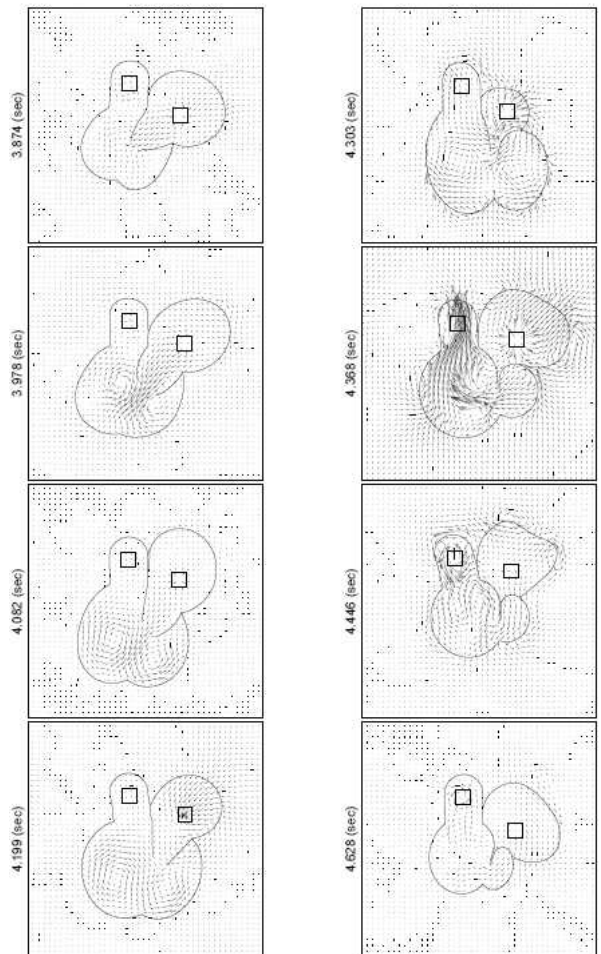 3.874 (sec)
3.978 (sec)
4.082 (sec)
4.199 (sec)
4.303 (sec)
4.368 (sec)
4.446 (sec)
4.628 (sec)